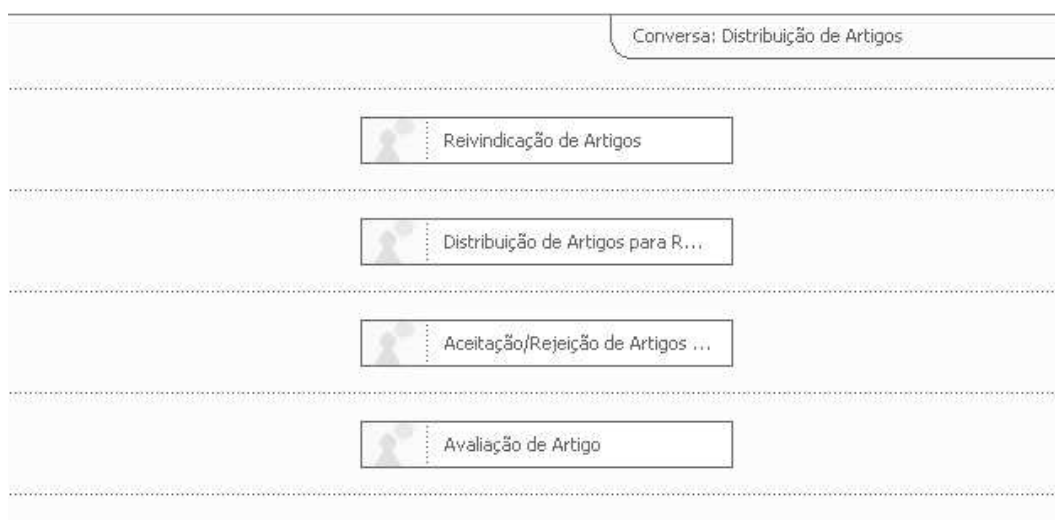 Conversa: Distribuição de Artigos
Reivindicação de Artigos
Distribuição de Artigos para R...
Aceitação/Rejeição de Artigos ...
Avaliação de Artigo